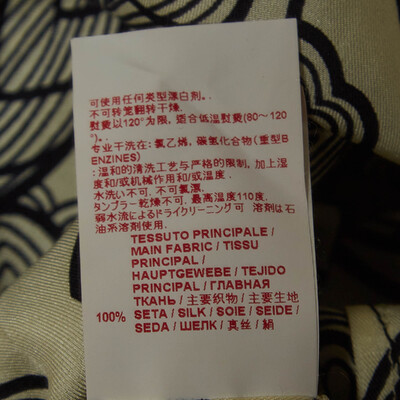 可使用任何类型漂白剂。.
不可转笼翻转干燥.
熨烫以120°为限, 适合低温熨烫(80～120
°)。.
专业干洗在: 氯乙烯, 碳氢化合物 (重型B
ENZINES)
: 温和的清洗工艺与严格的限制, 加上湿
度和/或机械作用和/或温度.
水洗い不可, 不可氯漂,
タンブラー乾燥不可, 最高温度110度,
弱水流によるドライクリーニング可 溶剤は石
油系溶剤使用.
TESSUTO PRINCIPALE /
MAIN FABRIC / TISSU
PRINCIPAL /
HAUPTGEWEBE / TEJIDO
PRINCIPAL / ГЛАВНАЯ
ТКАНЬ / 主要织物 / 主要生地
100% SETA / SILK / SOIE / SEIDE /
SEDA / ШЕЛК / 真丝 / 絹